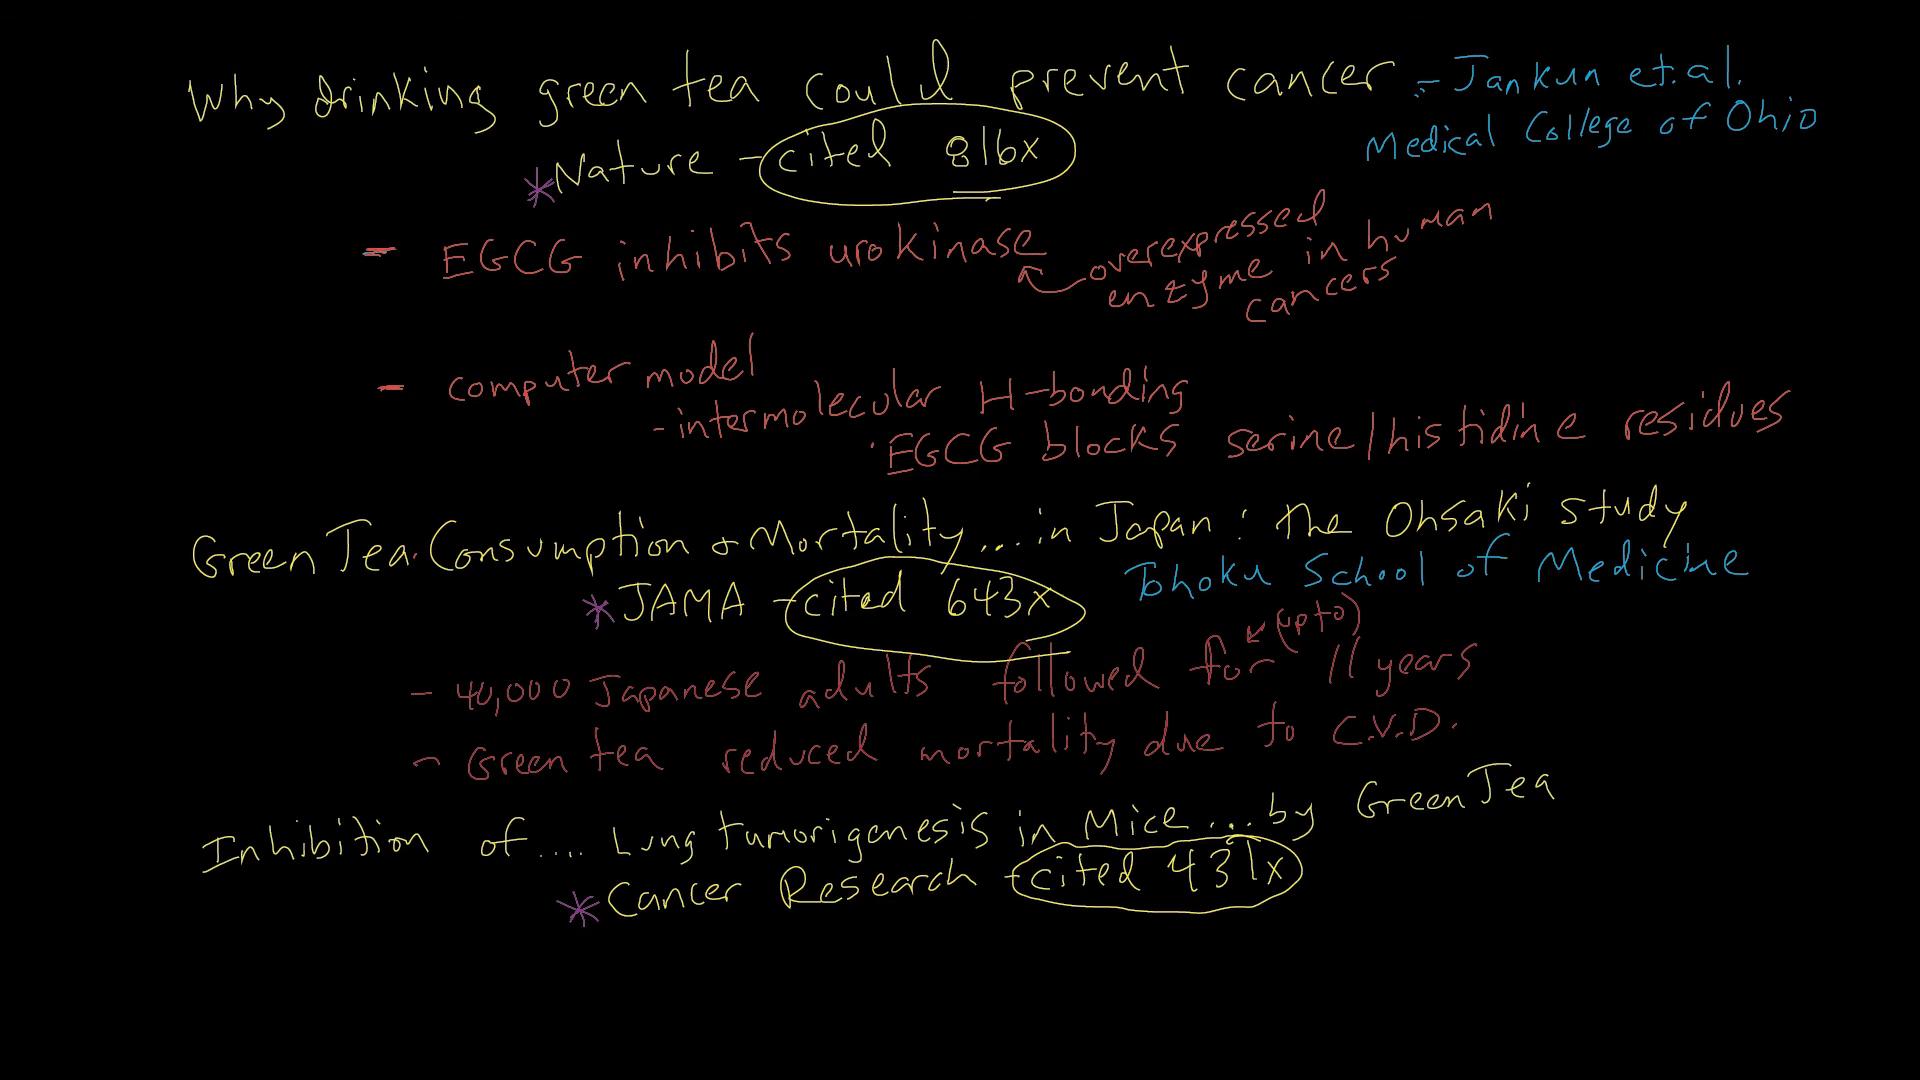 Why drinking green tea could prevent cancer - Jankun et. al.
Medical College of Ohio
*Nature - cited 816x
- EGCG inhibits urokinase
overexpressed
enzyme in human
cancers
- computer model
- intermolecular H-bonding
· EGCG blocks serine/histidine residues
Green Tea Consumption & Mortality... in Japan: the Ohsaki study
Tohoku School of Medicine
*JAMA - cited 643x
(up to)
- 40,000 Japanese adults followed for 11 years
- Green tea reduced mortality due to C.V.D.
Inhibition of .... Lung tumorigenesis in Mice ... by Green Tea
*Cancer Research - cited 431x